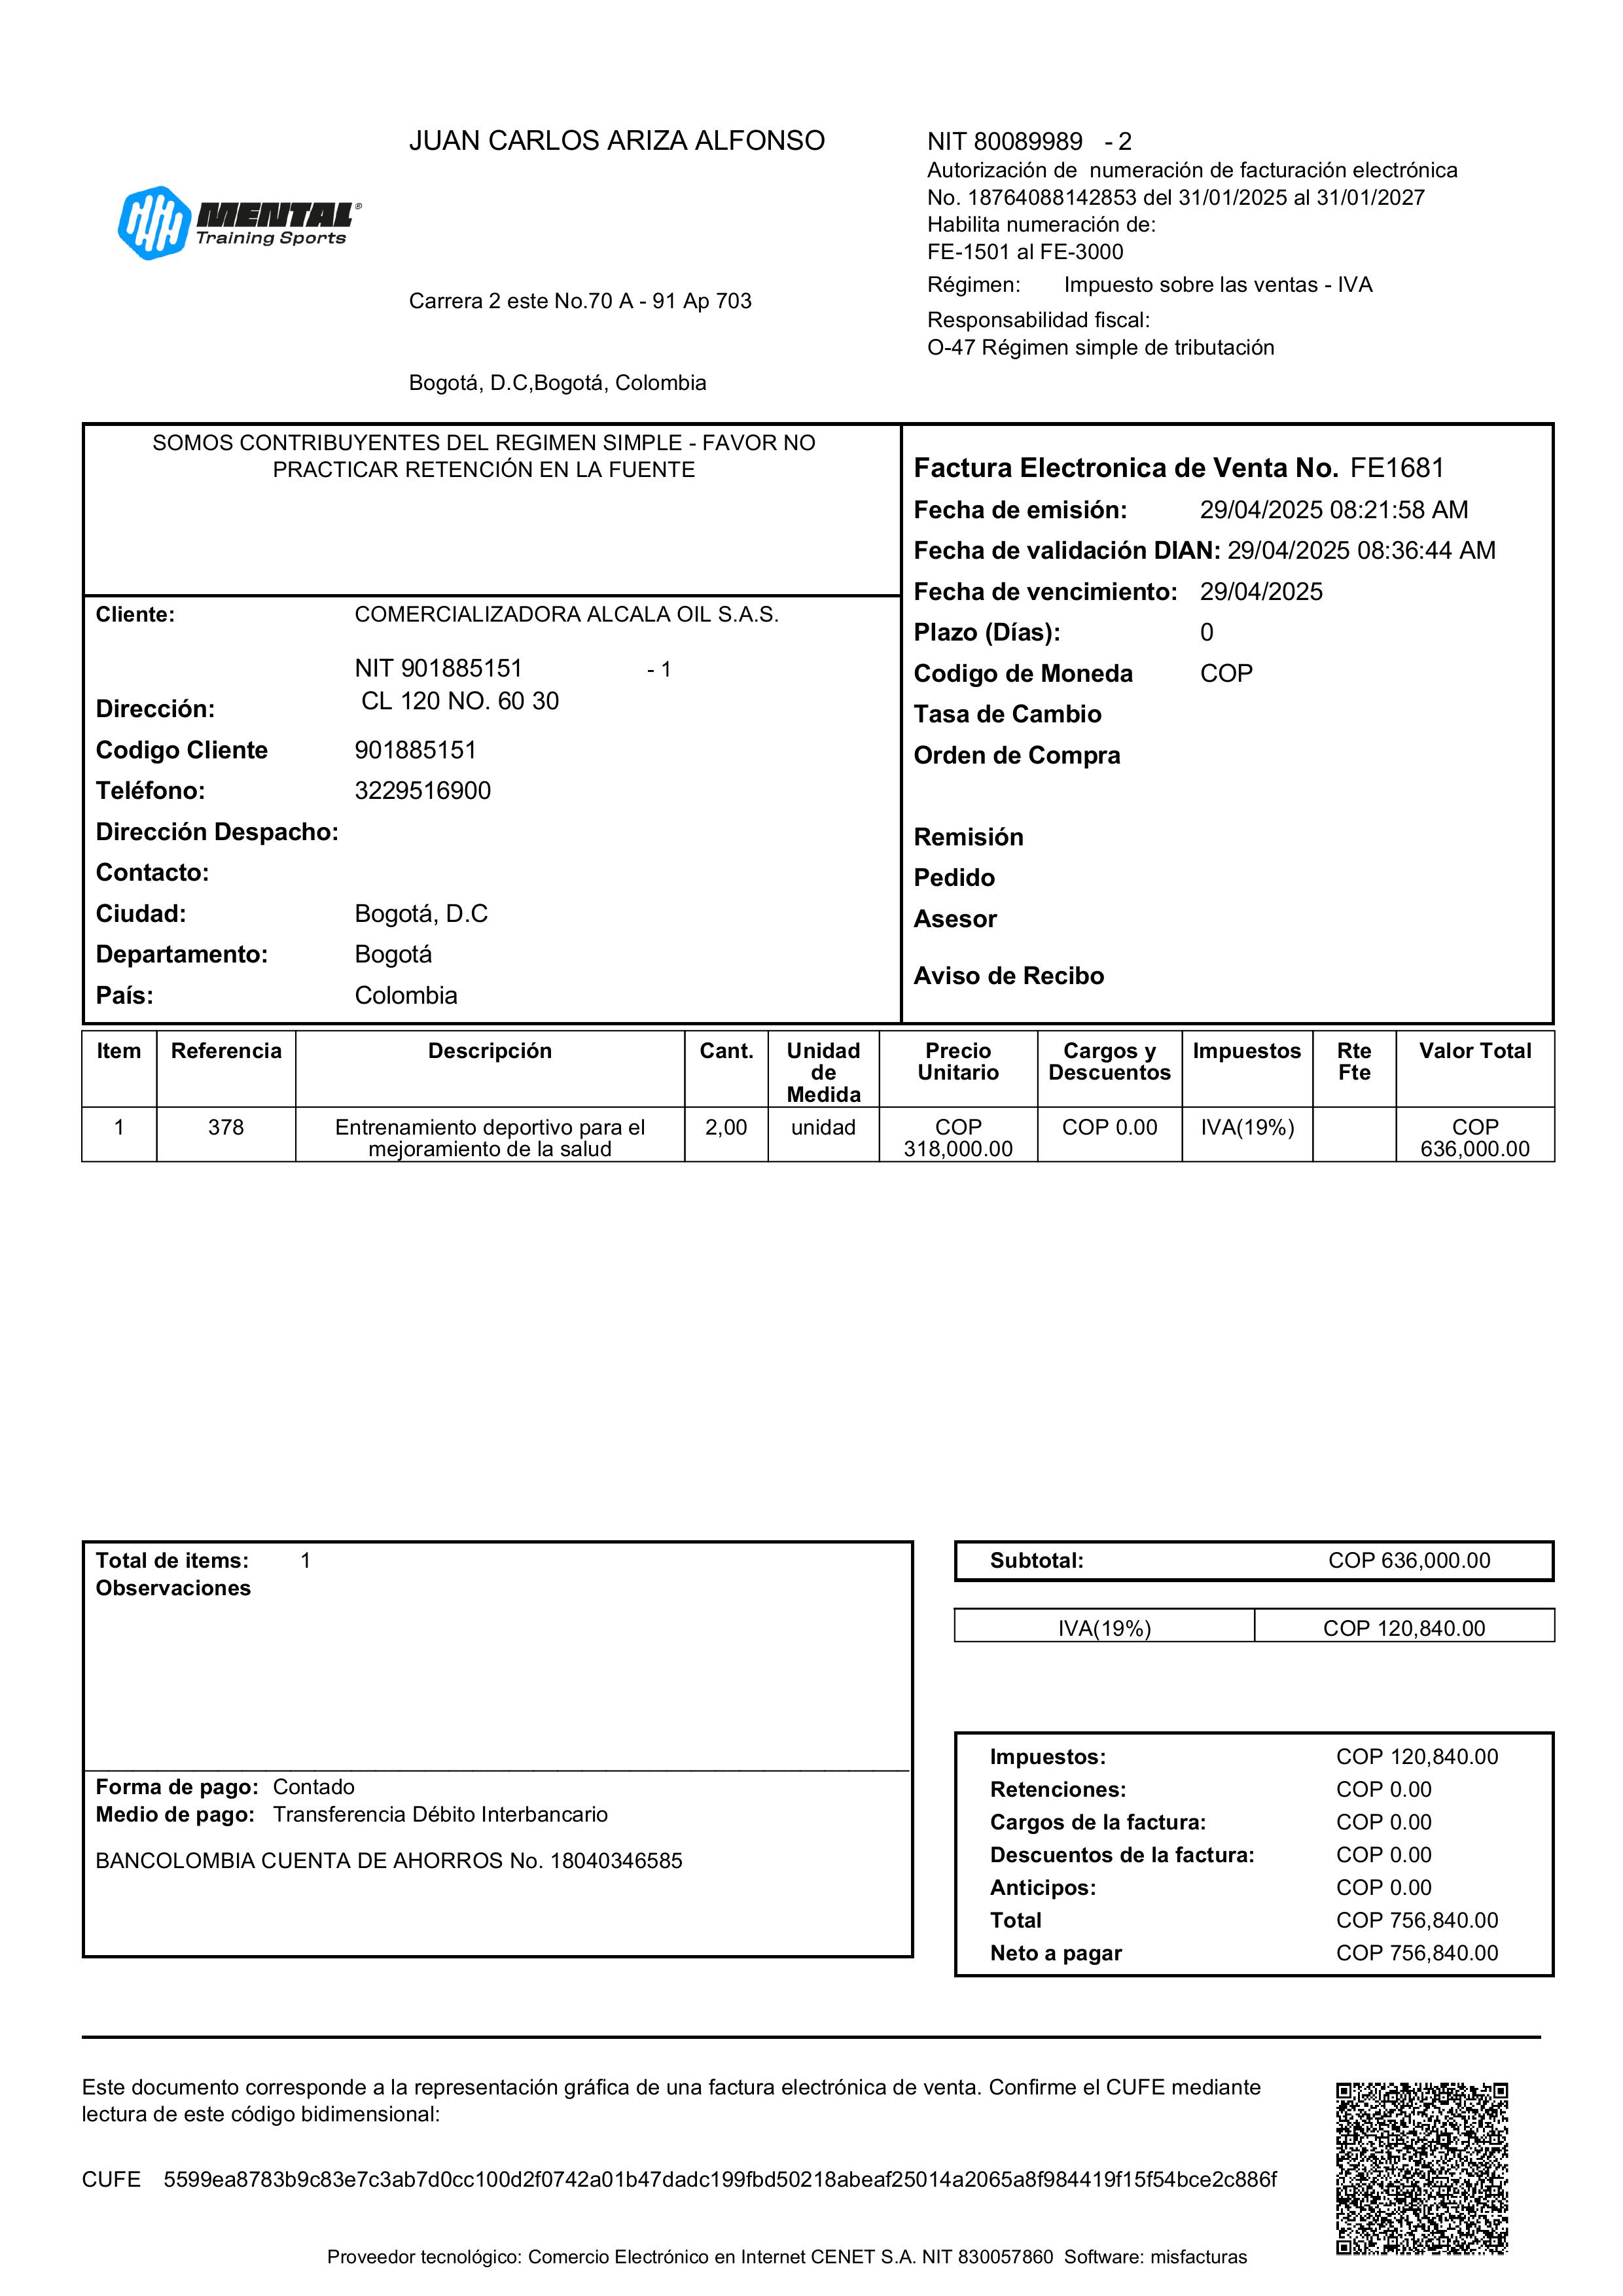 JUAN CARLOS ARIZA ALFONSO
NIT 80089989 - 2
Autorización de numeración de facturación electrónica
No. 18764088142853 del 31/01/2025 al 31/01/2027
Habilita numeración de:
FE-1501 al FE-3000
Régimen: Impuesto sobre las ventas - IVA
Responsabilidad fiscal:
O-47 Régimen simple de tributación
MENTAL®
Training Sports
Carrera 2 este No.70 A - 91 Ap 703
Bogotá, D.C,Bogotá, Colombia
SOMOS CONTRIBUYENTES DEL REGIMEN SIMPLE - FAVOR NO
PRACTICAR RETENCIÓN EN LA FUENTE
Cliente: COMERCIALIZADORA ALCALA OIL S.A.S.
NIT 901885151 - 1
Dirección: CL 120 NO. 60 30
Codigo Cliente 901885151
Teléfono: 3229516900
Dirección Despacho:
Contacto:
Ciudad: Bogotá, D.C
Departamento: Bogotá
País: Colombia
Factura Electronica de Venta No. FE1681
Fecha de emisión: 29/04/2025 08:21:58 AM
Fecha de validación DIAN: 29/04/2025 08:36:44 AM
Fecha de vencimiento: 29/04/2025
Plazo (Días): 0
Codigo de Moneda COP
Tasa de Cambio
Orden de Compra
Remisión
Pedido
Asesor
Aviso de Recibo
Item Referencia Descripción Cant. Unidad de Medida Precio Unitario Cargos y Descuentos Impuestos Rte Fte Valor Total
1 378 Entrenamiento deportivo para el mejoramiento de la salud 2,00 unidad COP 318,000.00 COP 0.00 IVA(19%) COP 636,000.00
Total de items: 1
Observaciones
Forma de pago: Contado
Medio de pago: Transferencia Débito Interbancario
BANCOLOMBIA CUENTA DE AHORROS No. 18040346585
Subtotal: COP 636,000.00
IVA(19%) COP 120,840.00
Impuestos: COP 120,840.00
Retenciones: COP 0.00
Cargos de la factura: COP 0.00
Descuentos de la factura: COP 0.00
Anticipos: COP 0.00
Total COP 756,840.00
Neto a pagar COP 756,840.00
Este documento corresponde a la representación gráfica de una factura electrónica de venta. Confirme el CUFE mediante
lectura de este código bidimensional:
CUFE 5599ea8783b9c83e7c3ab7d0cc100d2f0742a01b47dadc199fbd50218abeaf25014a2065a8f984419f15f54bce2c886f
Proveedor tecnológico: Comercio Electrónico en Internet CENET S.A. NIT 830057860 Software: misfacturas